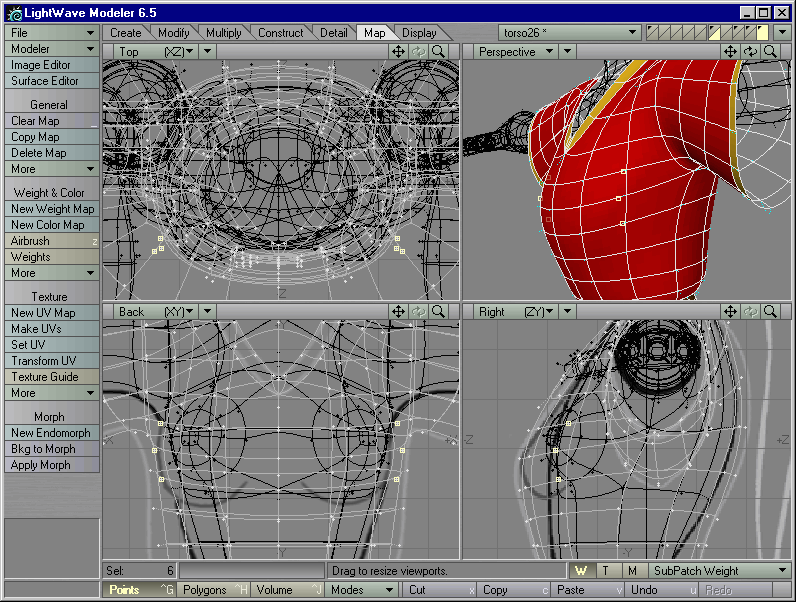 LightWave Modeler 6.5
File
Create Modify Multiply Construct Detail Map Display
torso26 *
Modeler
Image Editor
Surface Editor
General
Clear Map _
Copy Map
Delete Map
More
Weight & Color
New Weight Map
New Color Map
Airbrush z
Weights
More
Texture
New UV Map
Make UVs
Set UV
Transform UV
Texture Guide
More
Morph
New Endomorph
Bkg to Morph
Apply Morph
Top (XZ)
Z
Perspective
Back (XY)
X
Y
Right (ZY)
-Z
+Z
-Y
Sel: 6
Drag to resize viewports.
W T M SubPatch Weight
Points ^G Polygons ^H Volume ^J Modes Cut x Copy c Paste v Undo u Redo